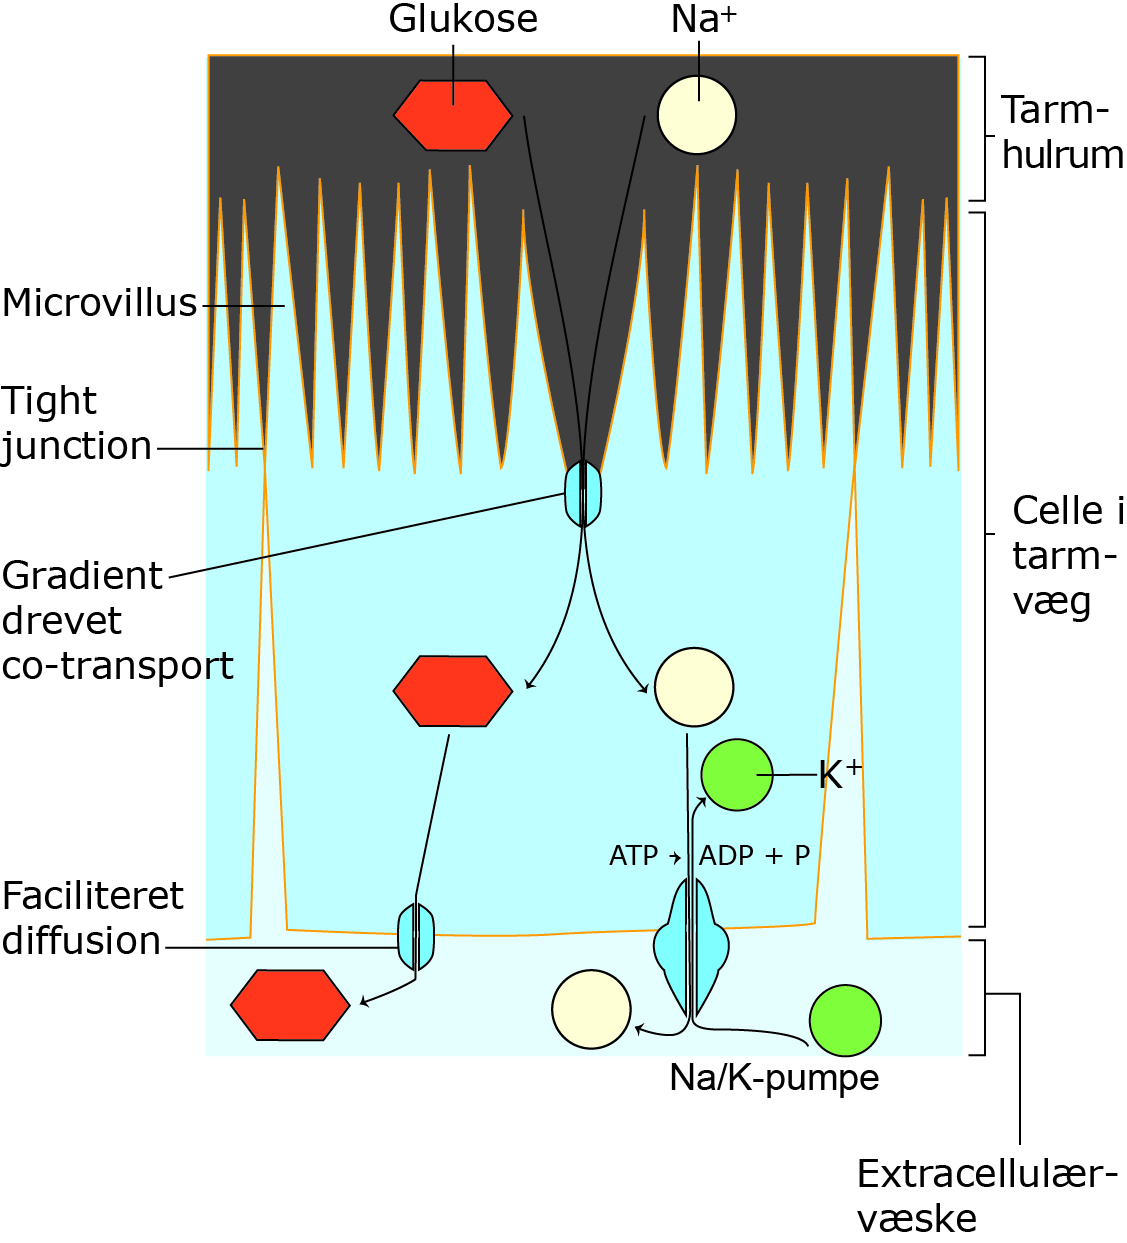 Glukose
Na⁺
Tarm-
hulrum
Microvillus
Tight
junction
Celle i
tarm-
væg
Gradient
drevet
co-transport
K⁺
ATP → ADP + P
Faciliteret
diffusion
Na/K-pumpe
Extracellulær-
væske